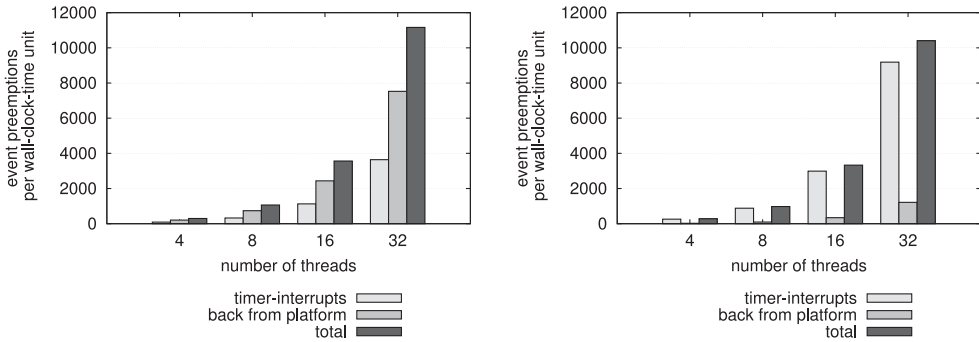 event preemptions
per wall-clock-time unit
12000
10000
8000
6000
4000
2000
0
4 8 16 32
number of threads
timer-interrupts
back from platform
total
event preemptions
per wall-clock-time unit
12000
10000
8000
6000
4000
2000
0
4 8 16 32
number of threads
timer-interrupts
back from platform
total